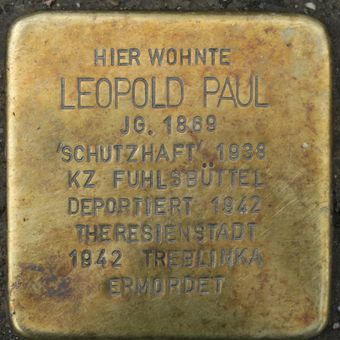 HIER WOHNTE
LEOPOLD PAUL
JG. 1869
'SCHUTZHAFT' 1938
KZ FUHLSBÜTTEL
DEPORTIERT 1942
THERESIENSTADT
1942 TREBLINKA
ERMORDET